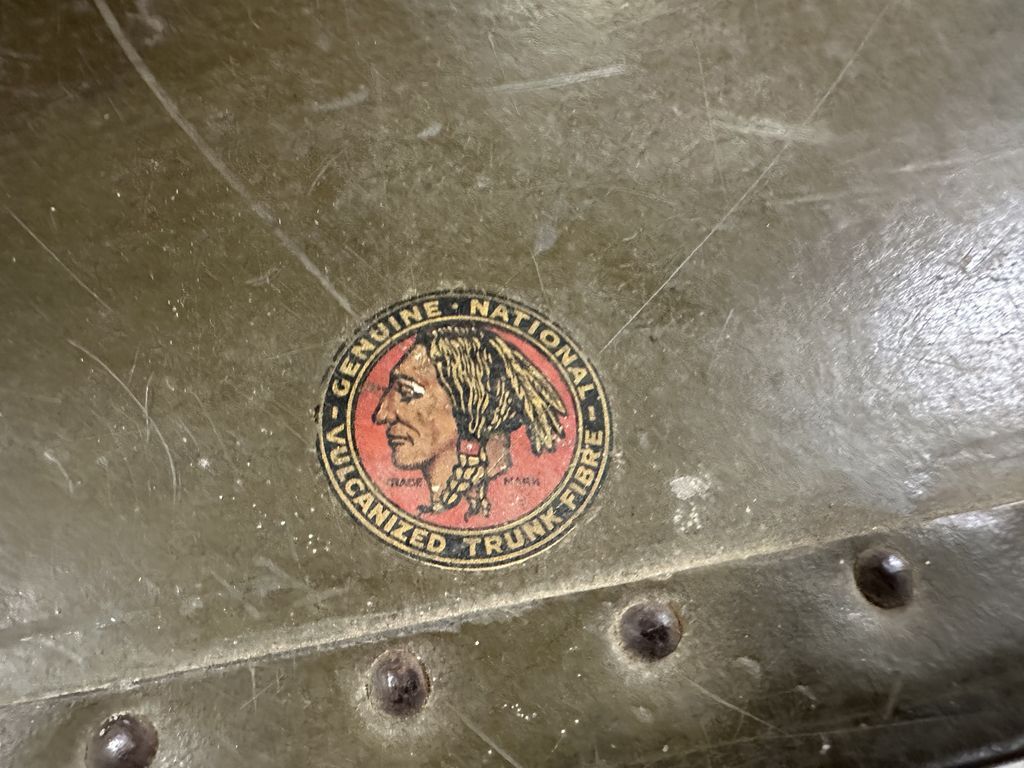 GENUINE · NATIONAL -
- VULCANIZED TRUNK FIBRE
TRADE MARK